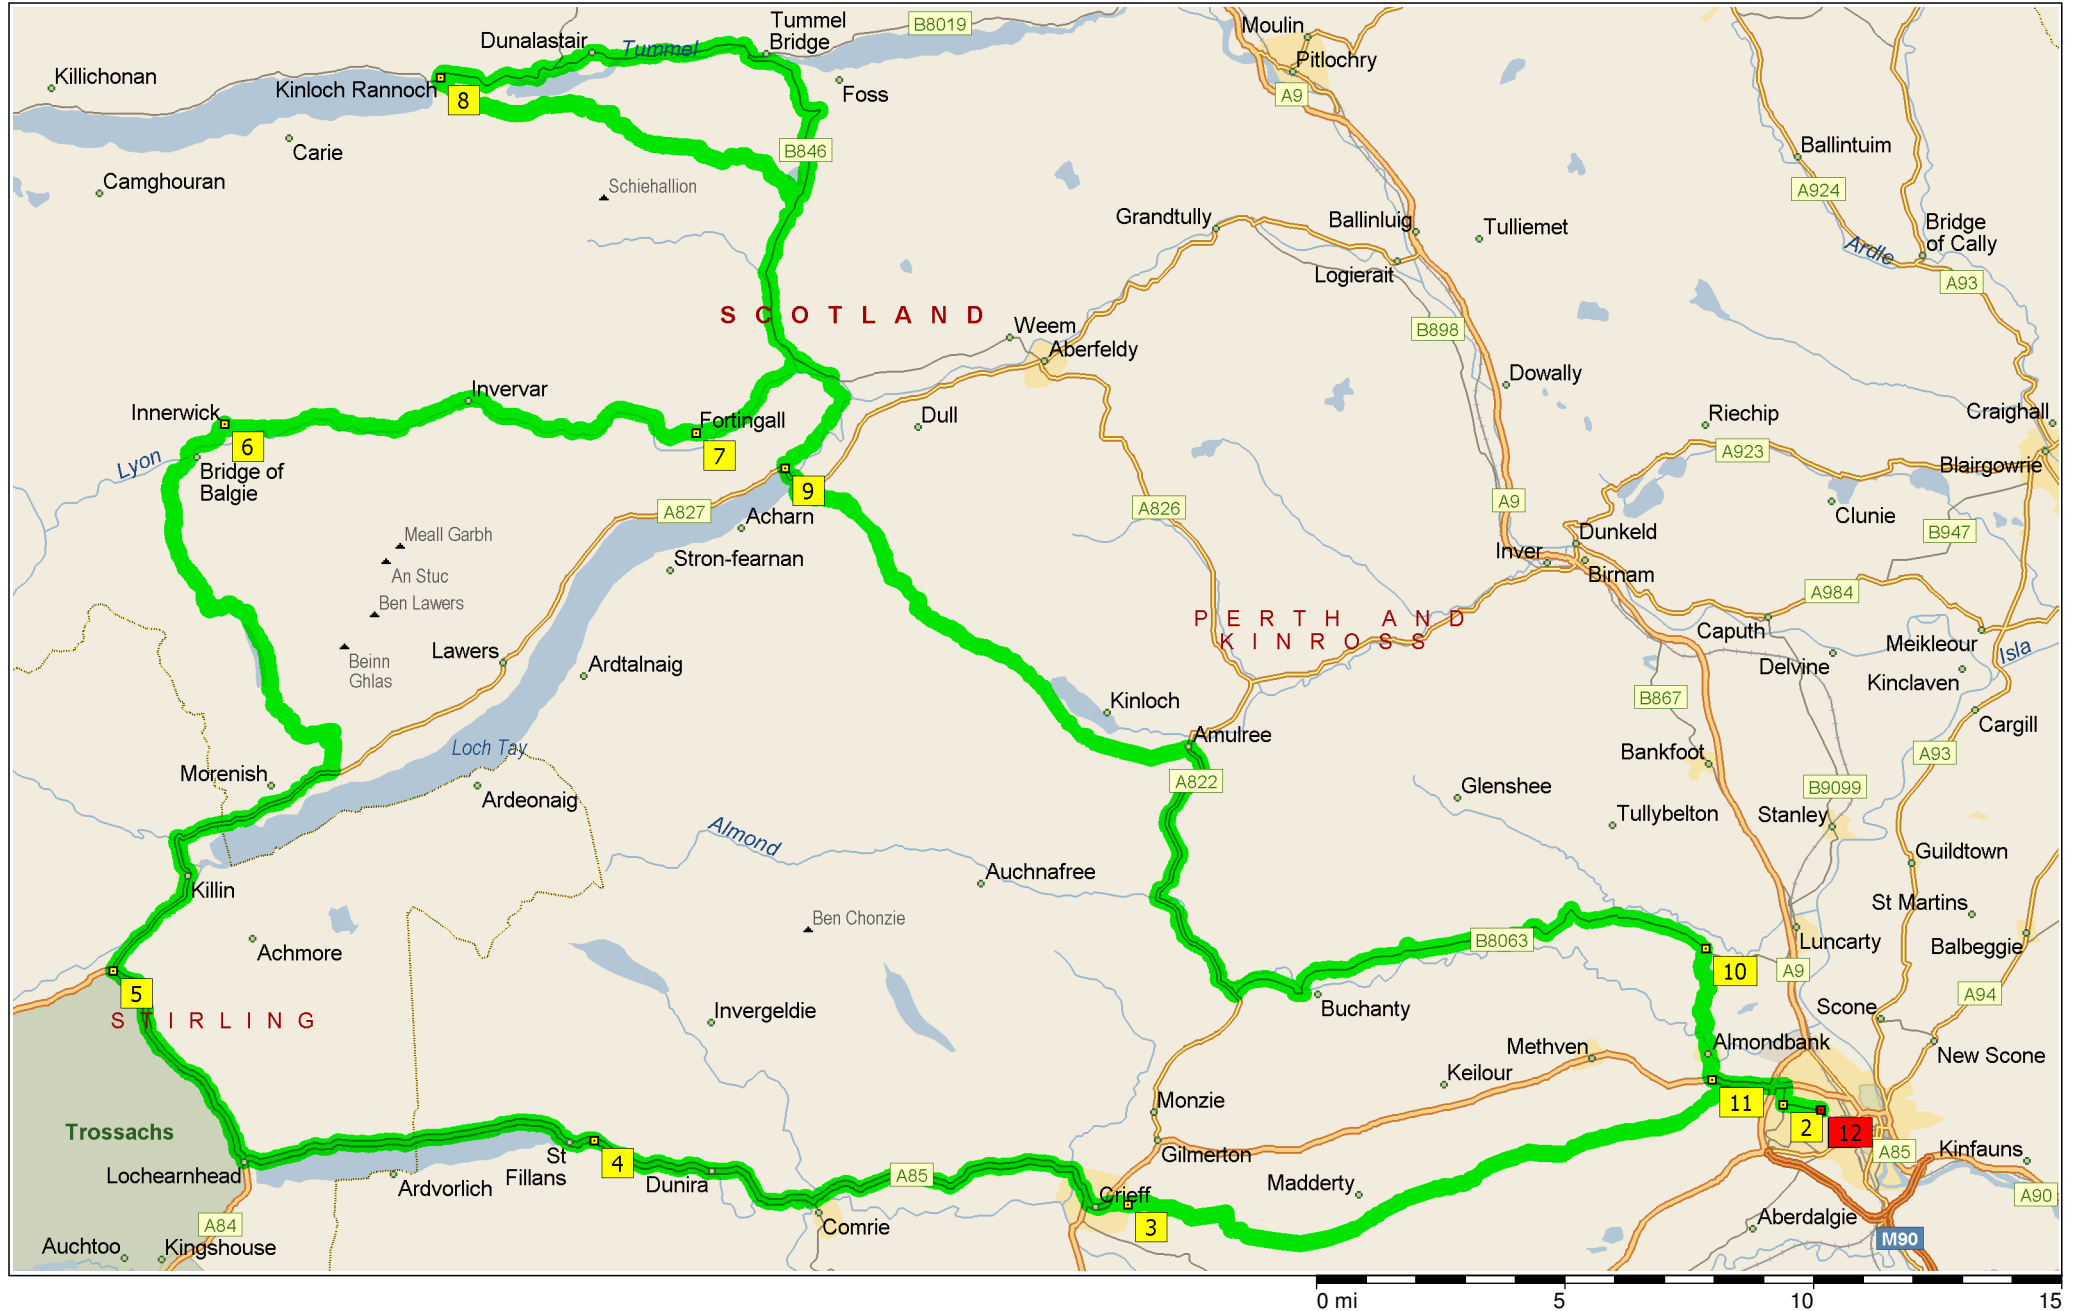 Tummel
Bridge
B8019
Moulin
Dunalastair
Tummel
Pitlochry
Killichonan
Kinloch Rannoch
8
Foss
A9
Carie
B846
Ballintuim
Camghouran
Schiehallion
A924
Grandtully
Ballinluig
Tulliemet
Bridge
of Cally
Ardle
Logierait
A93
SCOTLAND
Weem
B898
Aberfeldy
Dowally
Invervar
Innerwick
Fortingall
Dull
Riechip
Craighall
6
7
A923
Blairgowrie
Lyon
Bridge of
Balgie
9
A827
Acharn
A826
A9
Clunie
Meall Garbh
Stron-fearnan
Dunkeld
B947
Inver
An Stuc
Birnam
Ben Lawers
A984
PERTH AND
KINROSS
Caputh
Meikleour
Isla
Lawers
Beinn
Ghlas
Ardtalnaig
Delvine
Kinclaven
Kinloch
B867
Cargill
Loch Tay
Amulree
Bankfoot
A93
Morenish
A822
Glenshee
B9099
Ardeonaig
Tullybelton
Stanley
Almond
Guildtown
Killin
Auchnafree
St Martins
Ben Chonzie
Achmore
B8063
Luncarty
Balbeggie
10
A9
5
Buchanty
Scone
A94
STIRLING
Invergeldie
Methven
Almondbank
New Scone
Keilour
Monzie
11
2
12
Trossachs
Gilmerton
A85
Kinfauns
St
Fillans
4
Lochearnhead
Ardvorlich
Dunira
A85
Madderty
A90
Crieff
3
A84
Comrie
Aberdalgie
M90
Auchtoo
Kingshouse
0 mi
5
10
15